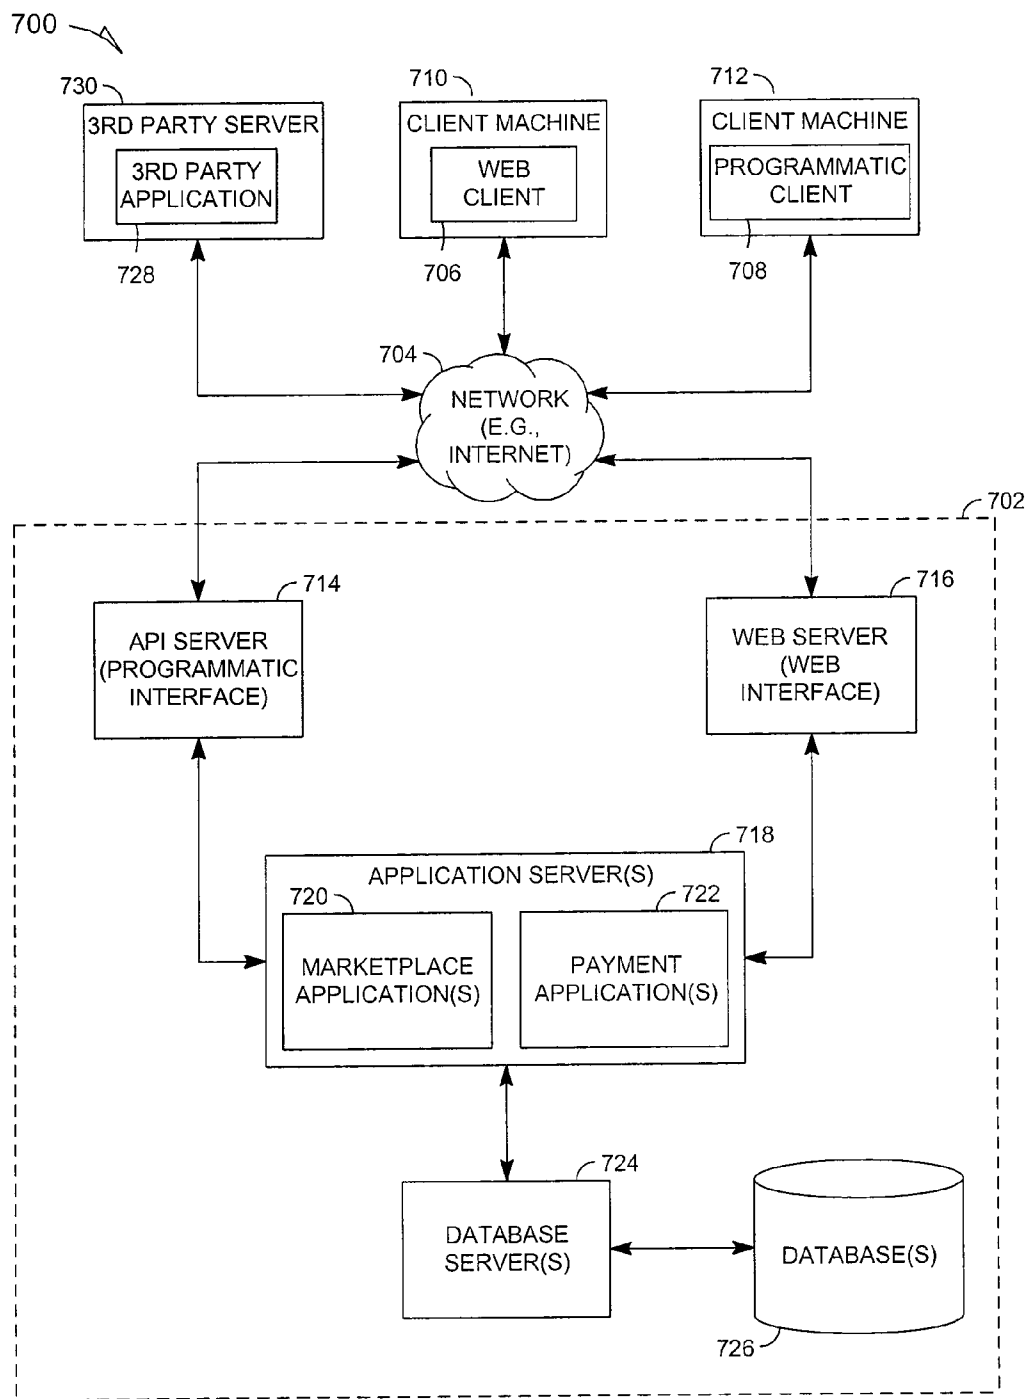 700
730
710
712
3RD PARTY SERVER
3RD PARTY
APPLICATION
728
CLIENT MACHINE
WEB
CLIENT
706
CLIENT MACHINE
PROGRAMMATIC
CLIENT
708
704
NETWORK
(E.G.,
INTERNET)
702
714
API SERVER
(PROGRAMMATIC
INTERFACE)
716
WEB SERVER
(WEB
INTERFACE)
718
APPLICATION SERVER(S)
720
MARKETPLACE
APPLICATION(S)
722
PAYMENT
APPLICATION(S)
724
DATABASE
SERVER(S)
DATABASE(S)
726